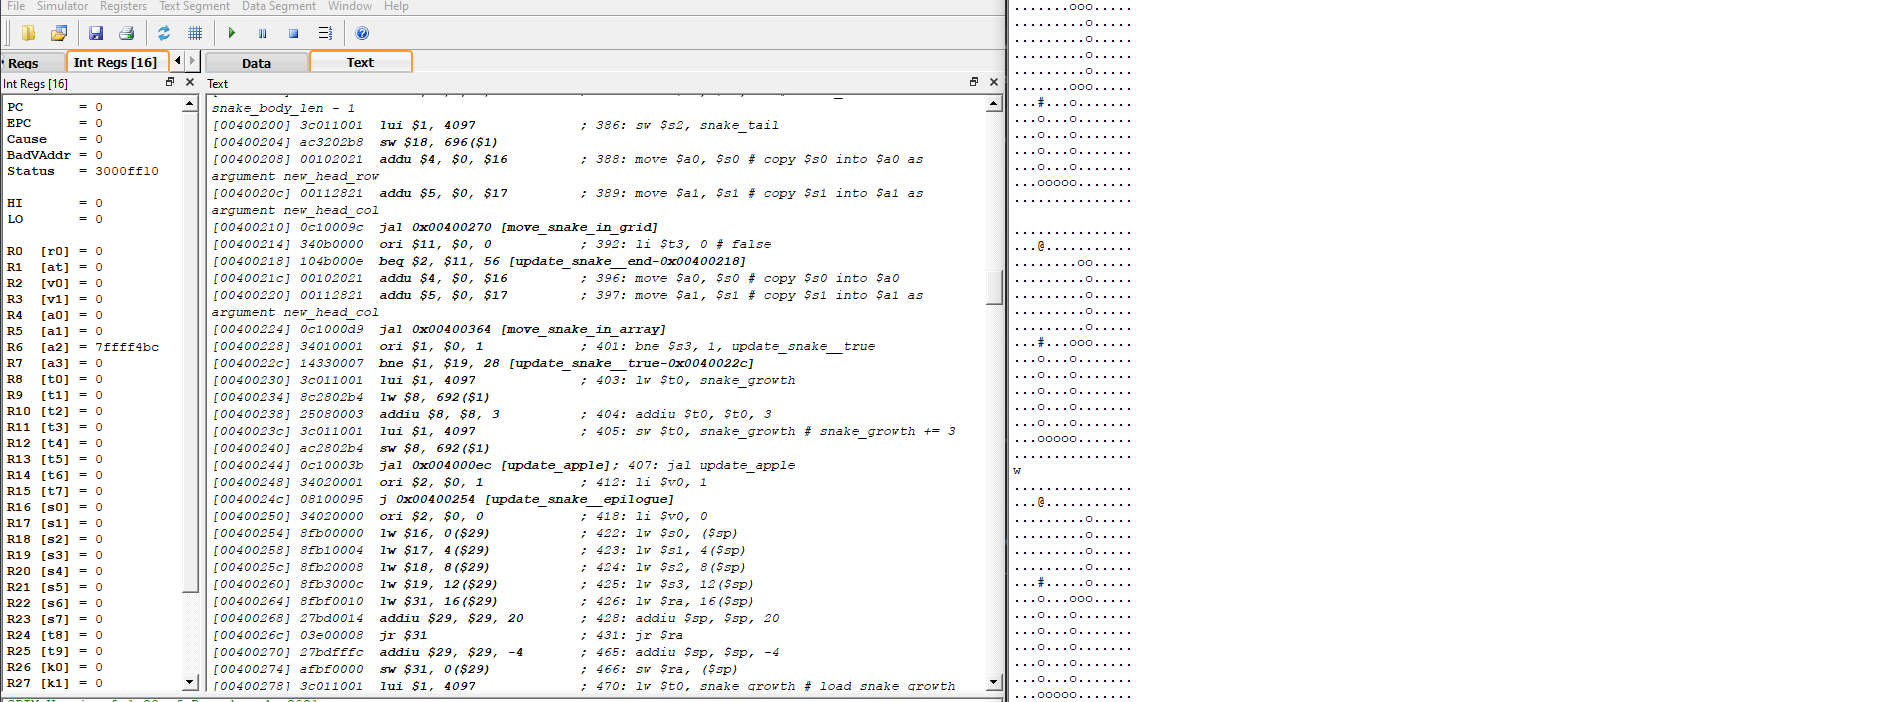 File Simulator Registers Text Segment Data Segment Window Help
Regs Int Regs [16] Data Text
Int Regs [16]
PC = 0
EPC = 0
Cause = 0
BadVAddr = 0
Status = 3000ff10
HI = 0
LO = 0
R0 [r0] = 0
R1 [at] = 0
R2 [v0] = 0
R3 [v1] = 0
R4 [a0] = 0
R5 [a1] = 0
R6 [a2] = 7ffff4bc
R7 [a3] = 0
R8 [t0] = 0
R9 [t1] = 0
R10 [t2] = 0
R11 [t3] = 0
R12 [t4] = 0
R13 [t5] = 0
R14 [t6] = 0
R15 [t7] = 0
R16 [s0] = 0
R17 [s1] = 0
R18 [s2] = 0
R19 [s3] = 0
R20 [s4] = 0
R21 [s5] = 0
R22 [s6] = 0
R23 [s7] = 0
R24 [t8] = 0
R25 [t9] = 0
R26 [k0] = 0
R27 [k1] = 0
Text
snake_body_len - 1
[00400200] 3c011001 lui $1, 4097 ; 386: sw $s2, snake_tail
[00400204] ac3202b8 sw $18, 696($1)
[00400208] 00102021 addu $4, $0, $16 ; 388: move $a0, $s0 # copy $s0 into $a0 as
argument new_head_row
[0040020c] 00112821 addu $5, $0, $17 ; 389: move $a1, $s1 # copy $s1 into $a1 as
argument new_head_col
[00400210] 0c10009c jal 0x00400270 [move_snake_in_grid]
[00400214] 340b0000 ori $11, $0, 0 ; 392: li $t3, 0 # false
[00400218] 104b000e beq $2, $11, 56 [update_snake__end-0x00400218]
[0040021c] 00102021 addu $4, $0, $16 ; 396: move $a0, $s0 # copy $s0 into $a0
[00400220] 00112821 addu $5, $0, $17 ; 397: move $a1, $s1 # copy $s1 into $a1 as
argument new_head_col
[00400224] 0c1000d9 jal 0x00400364 [move_snake_in_array]
[00400228] 34010001 ori $1, $0, 1 ; 401: bne $s3, 1, update_snake__true
[0040022c] 14330007 bne $1, $19, 28 [update_snake__true-0x0040022c]
[00400230] 3c011001 lui $1, 4097 ; 403: lw $t0, snake_growth
[00400234] 8c2802b4 lw $8, 692($1)
[00400238] 25080003 addiu $8, $8, 3 ; 404: addiu $t0, $t0, 3
[0040023c] 3c011001 lui $1, 4097 ; 405: sw $t0, snake_growth # snake_growth += 3
[00400240] ac2802b4 sw $8, 692($1)
[00400244] 0c10003b jal 0x004000ec [update_apple]; 407: jal update_apple
[00400248] 34020001 ori $2, $0, 1 ; 412: li $v0, 1
[0040024c] 08100095 j 0x00400254 [update_snake__epilogue]
[00400250] 34020000 ori $2, $0, 0 ; 418: li $v0, 0
[00400254] 8fb00000 lw $16, 0($29) ; 422: lw $s0, ($sp)
[00400258] 8fb10004 lw $17, 4($29) ; 423: lw $s1, 4($sp)
[0040025c] 8fb20008 lw $18, 8($29) ; 424: lw $s2, 8($sp)
[00400260] 8fb3000c lw $19, 12($29) ; 425: lw $s3, 12($sp)
[00400264] 8fbf0010 lw $31, 16($29) ; 426: lw $ra, 16($sp)
[00400268] 27bd0014 addiu $29, $29, 20 ; 428: addiu $sp, $sp, 20
[0040026c] 03e00008 jr $31 ; 431: jr $ra
[00400270] 27bdfffc addiu $29, $29, -4 ; 465: addiu $sp, $sp, -4
[00400274] afbf0000 sw $31, 0($29) ; 466: sw $ra, ($sp)
[00400278] 3c011001 lui $1, 4097 ; 470: lw $t0, snake_growth # load snake_growth
.......ooo.....
.........o.....
.........o.....
.........o.....
.........o.....
.......ooo.....
...#...o.......
...o...o.......
...o...o.......
...o...o.......
...o...o.......
...ooooo.......
...............
...............
...@...........
........oo.....
.........o.....
.........o.....
.........o.....
.........o.....
...#...ooo.....
...o...o.......
...o...o.......
...o...o.......
...o...o.......
...o...o.......
...ooooo.......
...............
w
...............
...@...........
.........o.....
.........o.....
.........o.....
.........o.....
...#.....o.....
...o...ooo.....
...o...o.......
...o...o.......
...o...o.......
...o...o.......
...o...o.......
...ooooo.......